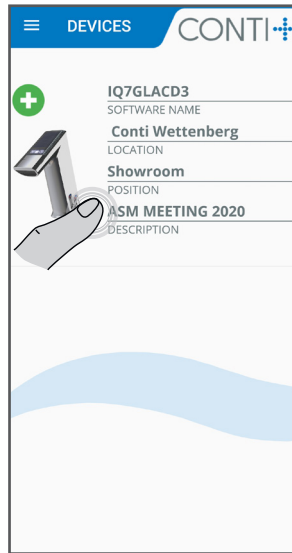 DEVICES
CONTI+
IQ7GLACD3
SOFTWARE NAME
Conti Wettenberg
LOCATION
Showroom
POSITION
ASM MEETING 2020
DESCRIPTION